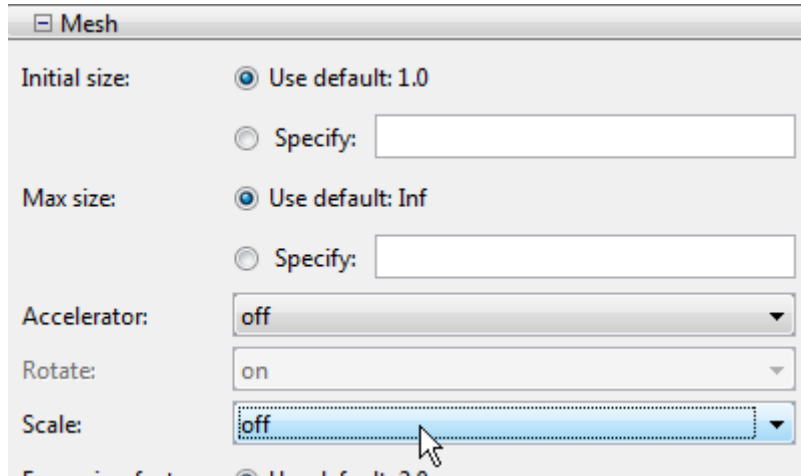 Mesh
Initial size: Use default: 1.0
Specify:
Max size: Use default: Inf
Specify:
Accelerator: off
Rotate: on
Scale: off